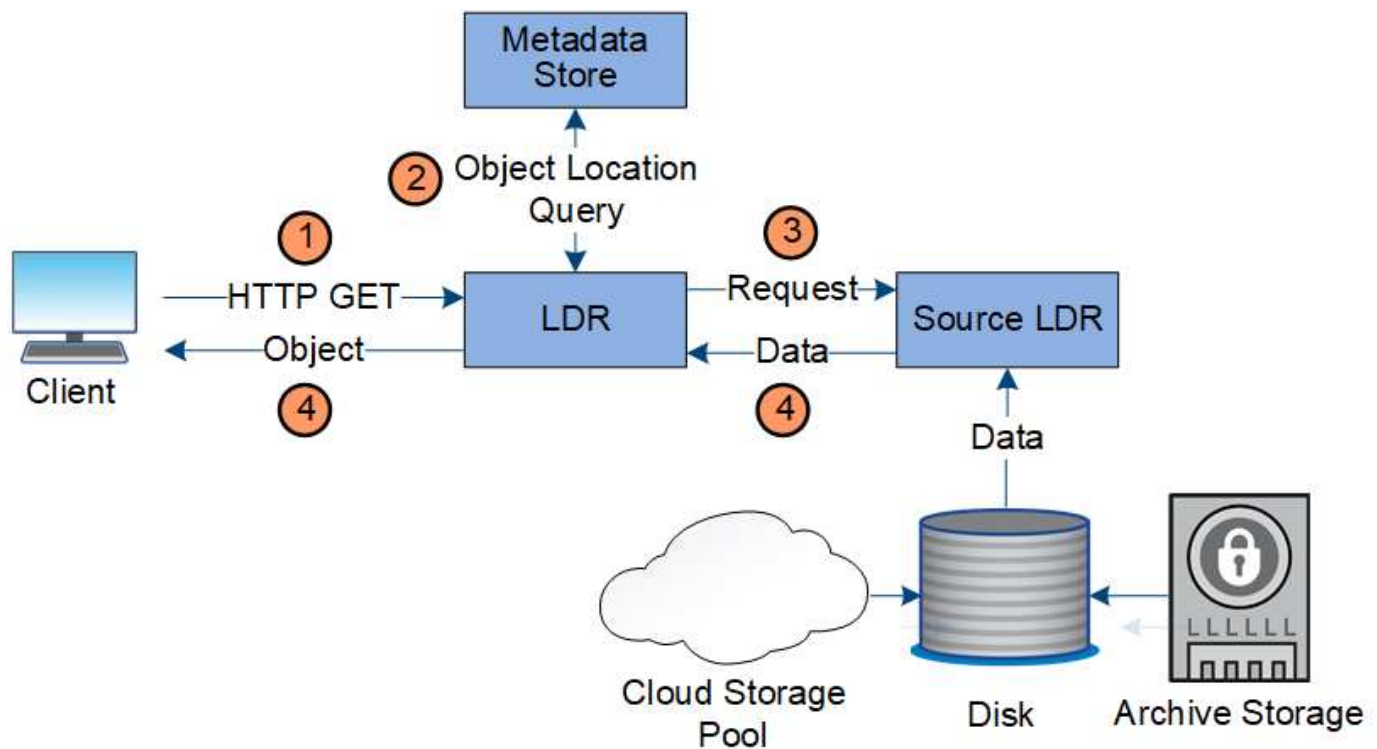 Metadata
Store
2
Object Location
Query
1
3
HTTP GET
LDR
Request
Source LDR
Object
Data
Client
4
4
Data
LLLLLL
Cloud Storage
Pool
Disk
Archive Storage